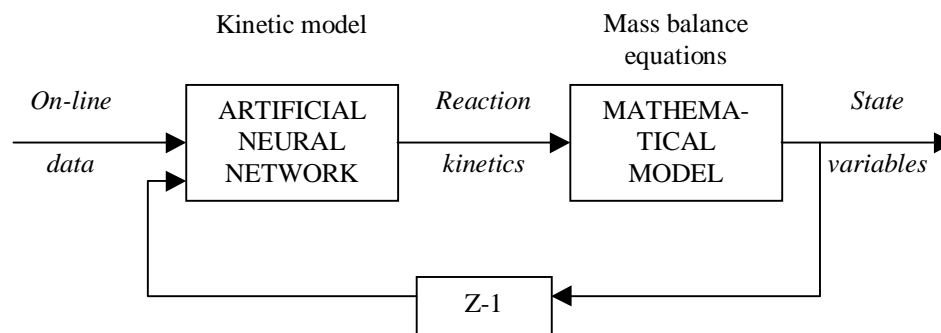 Kinetic model
Mass balance
equations
On-line
data
ARTIFICIAL
NEURAL
NETWORK
Reaction
kinetics
MATHEMA-
TICAL
MODEL
State
variables
Z-1